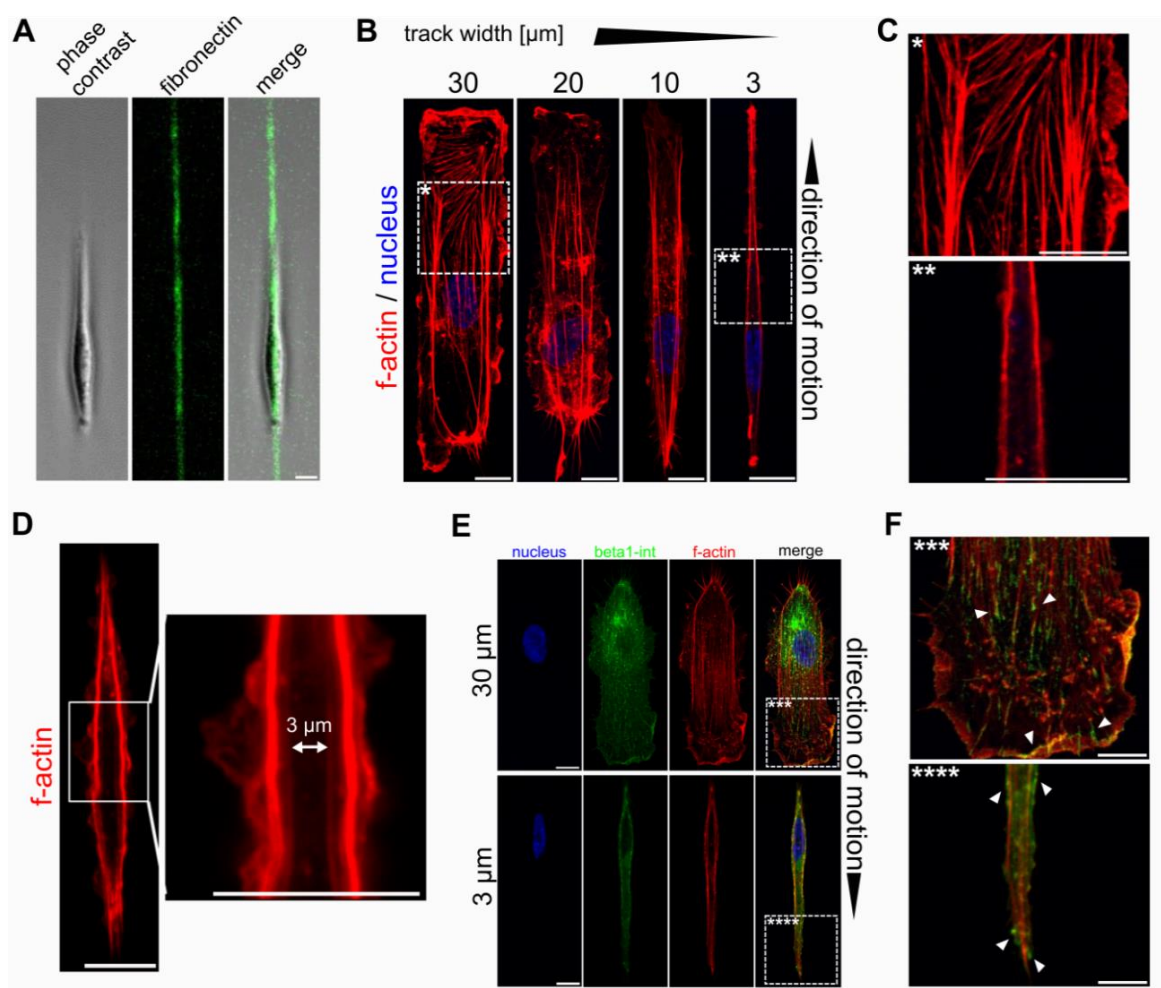 A
phase contrast
fibronectin
merge
B
track width [µm]
30
20
10
3
f-actin / nucleus
*
**
direction of motion
C
*
**
D
f-actin
3 µm
E
nucleus
beta1-int
f-actin
merge
30 µm
***
3 µm
****
direction of motion
F
***
****